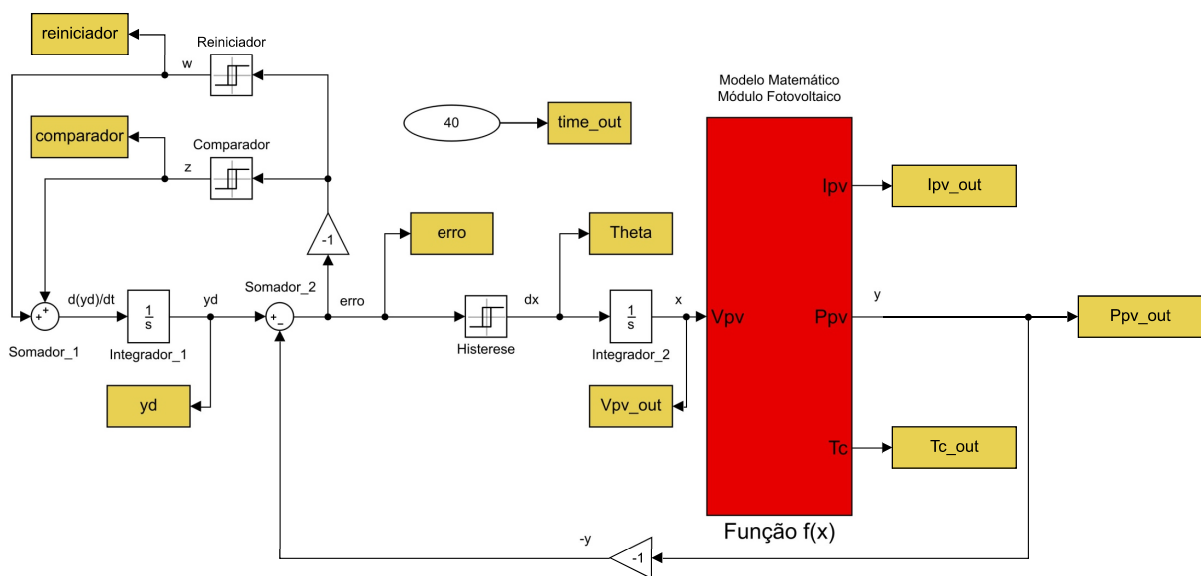 reiniciador
Reiniciador
w
Modelo Matemático
Módulo Fotovoltaico
40
time_out
comparador
Comparador
z
Ipv
Ipv_out
-1
erro
Theta
Somador_2
d(yd)/dt
1
s
yd
erro
dx
1
s
x
y
+
+
+
−
Vpv
Ppv
Ppv_out
Somador_1
Integrador_1
Histerese
Integrador_2
yd
Vpv_out
Tc
Tc_out
Função f(x)
-y
-1